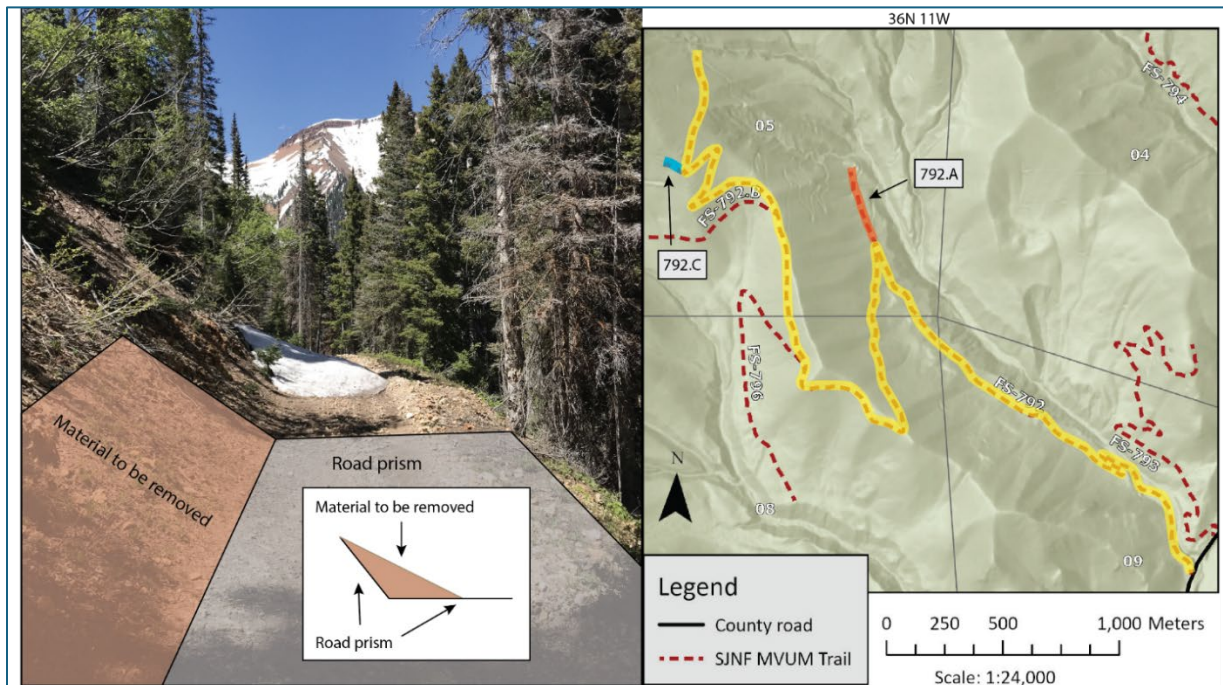 Material to be removed
Road prism
Material to be removed
Road prism
36N 11W
FS-794
05
04
792.A
FS-792.B
792.C
FS-796
FS-792
FS-793
N
08
09
Legend
County road
SJNF MVUM Trail
0 250 500 1,000 Meters
Scale: 1:24,000